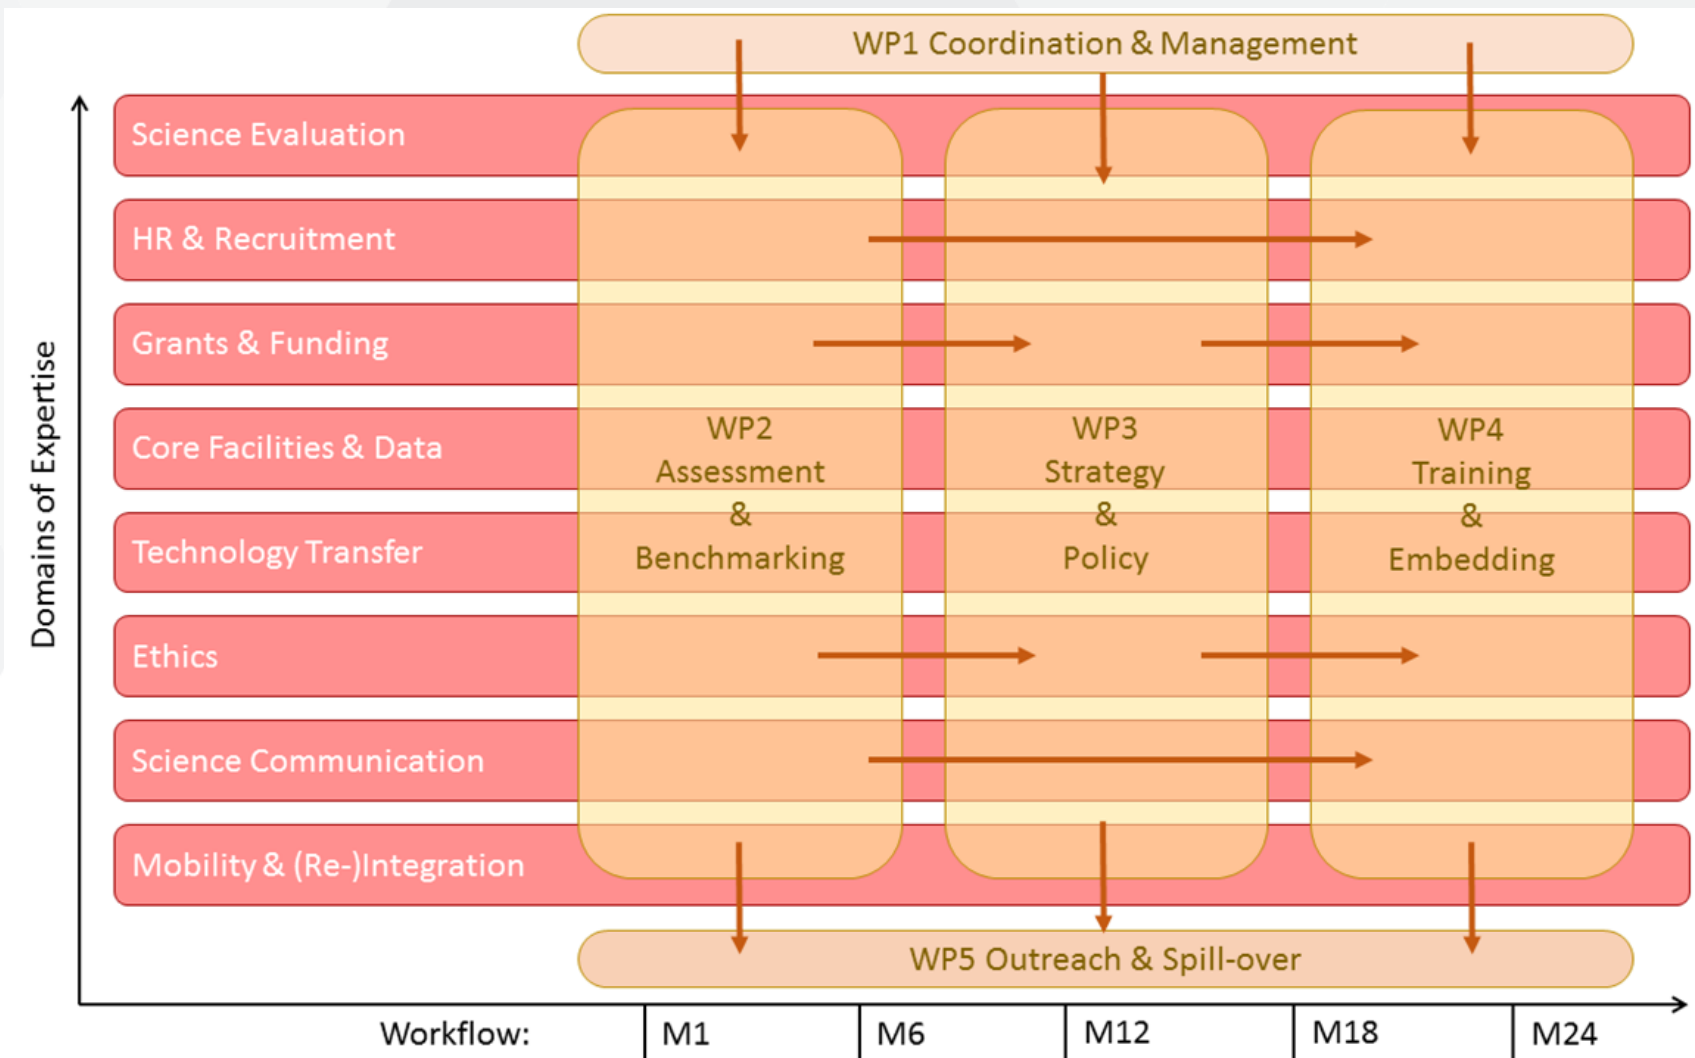 WP1 Coordination & Management
Domains of Expertise
Science Evaluation
HR & Recruitment
Grants & Funding
Core Facilities & Data
Technology Transfer
Ethics
Science Communication
Mobility & (Re-)Integration
WP2
Assessment
&
Benchmarking
WP3
Strategy
&
Policy
WP4
Training
&
Embedding
WP5 Outreach & Spill-over
Workflow: M1 M6 M12 M18 M24